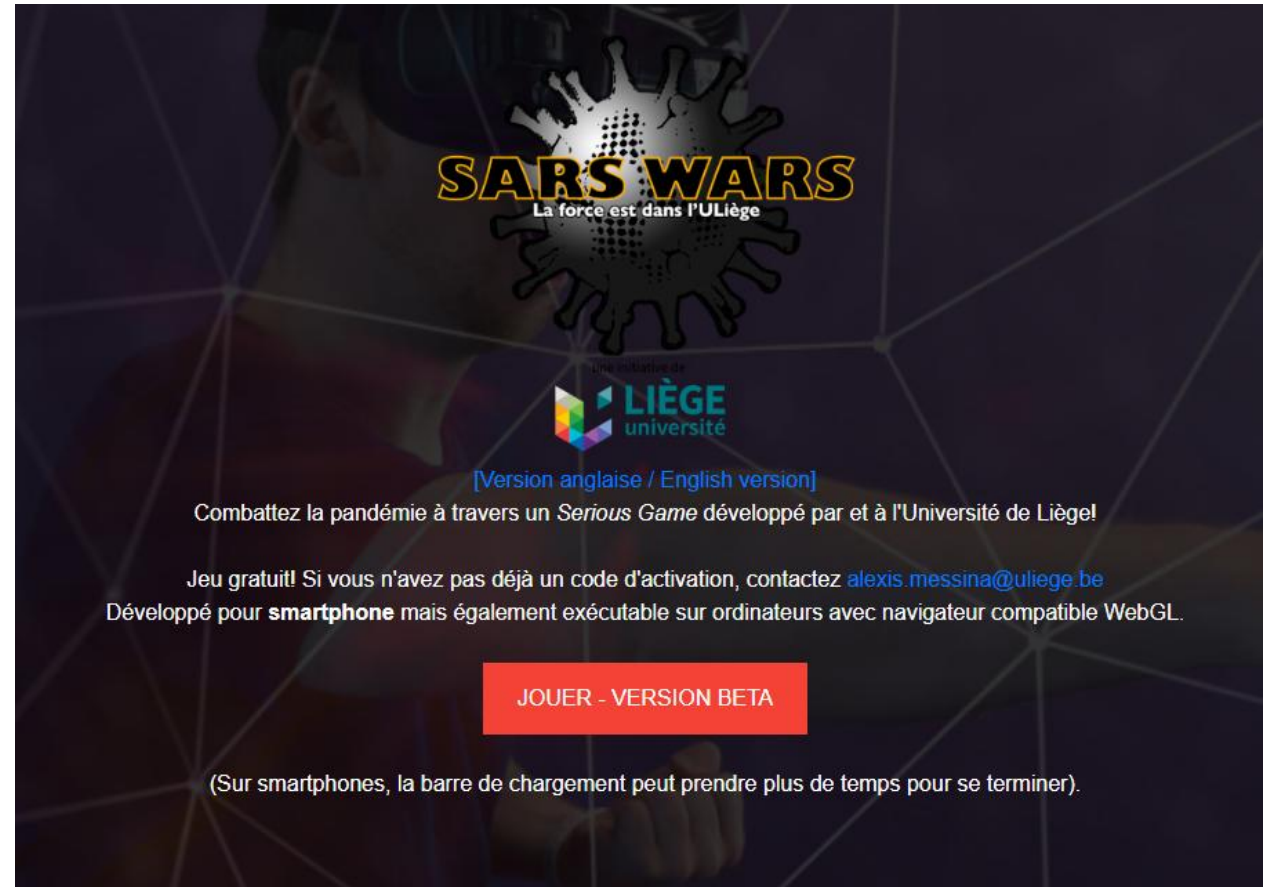 SARS WARS
La force est dans l'ULiège
une initiative de
LIÈGE
université
[Version anglaise / English version]
Combattez la pandémie à travers un Serious Game développé par et à l'Université de Liège!
Jeu gratuit! Si vous n'avez pas déjà un code d'activation, contactez alexis.messina@uliege.be
Développé pour smartphone mais également exécutable sur ordinateurs avec navigateur compatible WebGL.
JOUER - VERSION BETA
(Sur smartphones, la barre de chargement peut prendre plus de temps pour se terminer).